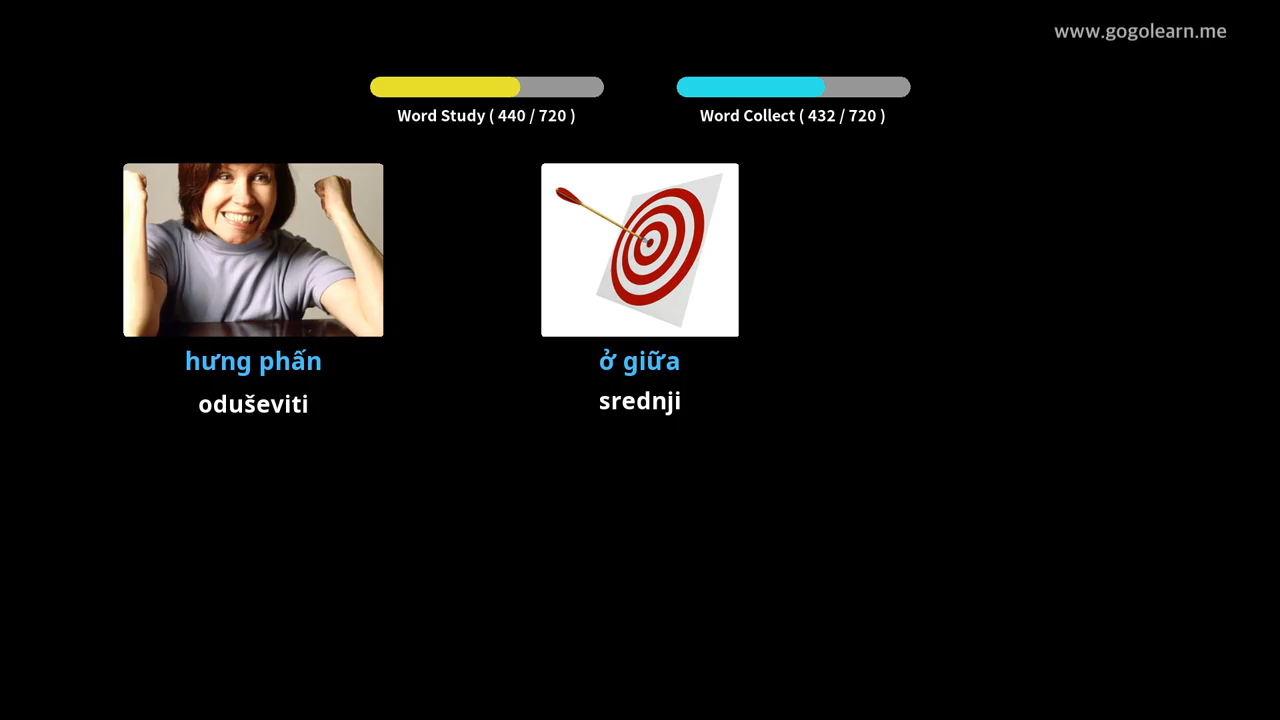 www.gogolearn.me
Word Study ( 440 / 720 )
Word Collect ( 432 / 720 )
hưng phấn
oduševiti
ở giữa
srednji